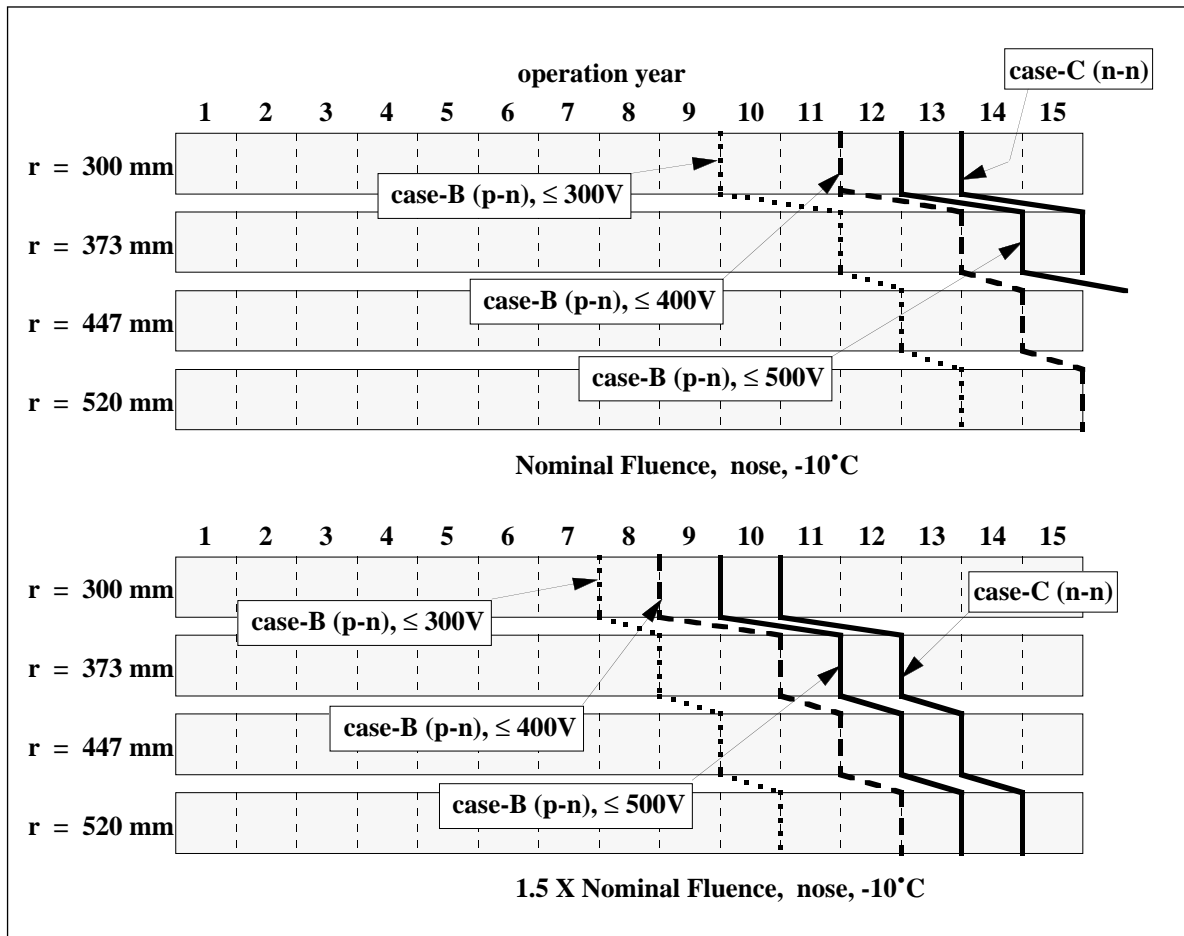 operation year
case-C (n-n)
1 2 3 4 5 6 7 8 9 10 11 12 13 14 15
r = 300 mm
case-B (p-n), ≤ 300V
r = 373 mm
case-B (p-n), ≤ 400V
r = 447 mm
case-B (p-n), ≤ 500V
r = 520 mm
Nominal Fluence, nose, -10°C
1 2 3 4 5 6 7 8 9 10 11 12 13 14 15
r = 300 mm
case-C (n-n)
case-B (p-n), ≤ 300V
r = 373 mm
case-B (p-n), ≤ 400V
r = 447 mm
case-B (p-n), ≤ 500V
r = 520 mm
1.5 X Nominal Fluence, nose, -10°C